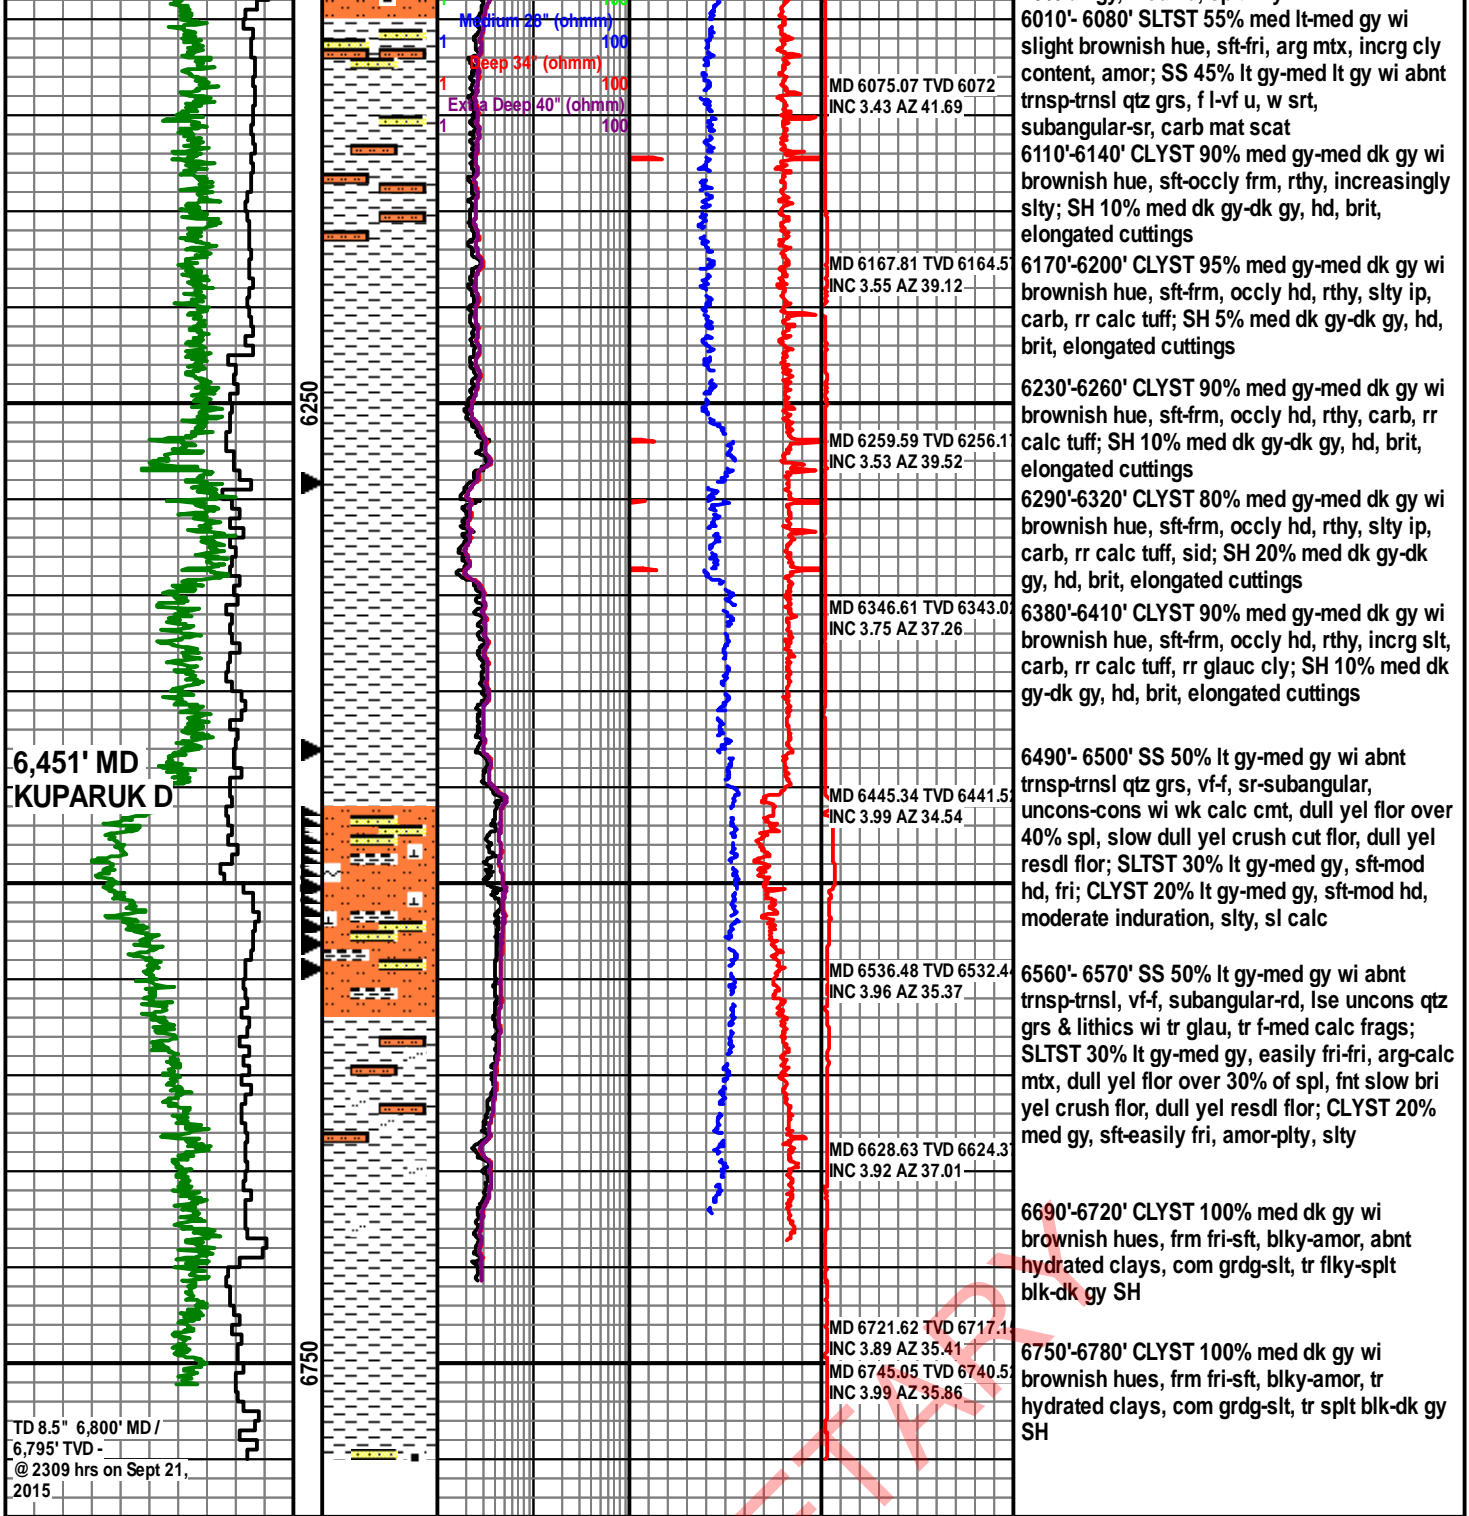 Medium 28" (ohmm)
1 100
Deep 34" (ohmm)
1 100
Extra Deep 40" (ohmm)
1 100
6250
6,451' MD
KUPARUK D
6750
TD 8.5" 6,800' MD /
6,795' TVD -
@ 2309 hrs on Sept 21,
2015
MD 6075.07 TVD 6072
INC 3.43 AZ 41.69
MD 6167.81 TVD 6164.57
INC 3.55 AZ 39.12
MD 6259.59 TVD 6256.17
INC 3.53 AZ 39.52
MD 6346.61 TVD 6343.02
INC 3.75 AZ 37.26
MD 6445.34 TVD 6441.52
INC 3.99 AZ 34.54
MD 6536.48 TVD 6532.44
INC 3.96 AZ 35.37
MD 6628.63 TVD 6624.37
INC 3.92 AZ 37.01
MD 6721.62 TVD 6717.1
INC 3.89 AZ 35.41
MD 6745.05 TVD 6740.52
INC 3.99 AZ 35.86
6010'- 6080' SLTST 55% med lt-med gy wi
slight brownish hue, sft-fri, arg mtx, incrg cly
content, amor; SS 45% lt gy-med lt gy wi abnt
trnsp-trnsl qtz grs, f l-vf u, w srt,
subangular-sr, carb mat scat
6110'-6140' CLYST 90% med gy-med dk gy wi
brownish hue, sft-occly frm, rthy, increasingly
slty; SH 10% med dk gy-dk gy, hd, brit,
elongated cuttings
6170'-6200' CLYST 95% med gy-med dk gy wi
brownish hue, sft-frm, occly hd, rthy, slty ip,
carb, rr calc tuff; SH 5% med dk gy-dk gy, hd,
brit, elongated cuttings
6230'-6260' CLYST 90% med gy-med dk gy wi
brownish hue, sft-frm, occly hd, rthy, carb, rr
calc tuff; SH 10% med dk gy-dk gy, hd, brit,
elongated cuttings
6290'-6320' CLYST 80% med gy-med dk gy wi
brownish hue, sft-frm, occly hd, rthy, slty ip,
carb, rr calc tuff, sid; SH 20% med dk gy-dk
gy, hd, brit, elongated cuttings
6380'-6410' CLYST 90% med gy-med dk gy wi
brownish hue, sft-frm, occly hd, rthy, incrg slt,
carb, rr calc tuff, rr glauc cly; SH 10% med dk
gy-dk gy, hd, brit, elongated cuttings
6490'- 6500' SS 50% lt gy-med gy wi abnt
trnsp-trnsl qtz grs, vf-f, sr-subangular,
uncons-cons wi wk calc cmt, dull yel flor over
40% spl, slow dull yel crush cut flor, dull yel
resdl flor; SLTST 30% lt gy-med gy, sft-mod
hd, fri; CLYST 20% lt gy-med gy, sft-mod hd,
moderate induration, slty, sl calc
6560'- 6570' SS 50% lt gy-med gy wi abnt
trnsp-trnsl, vf-f, subangular-rd, lse uncons qtz
grs & lithics wi tr glau, tr f-med calc frags;
SLTST 30% lt gy-med gy, easily fri-fri, arg-calc
mtx, dull yel flor over 30% of spl, fnt slow bri
yel crush flor, dull yel resdl flor; CLYST 20%
med gy, sft-easily fri, amor-plty, slty
6690'-6720' CLYST 100% med dk gy wi
brownish hues, frm fri-sft, blky-amor, abnt
hydrated clays, com grdg-slt, tr flky-splt
blk-dk gy SH
6750'-6780' CLYST 100% med dk gy wi
brownish hues, frm fri-sft, blky-amor, tr
hydrated clays, com grdg-slt, tr splt blk-dk gy
SH
ETARY